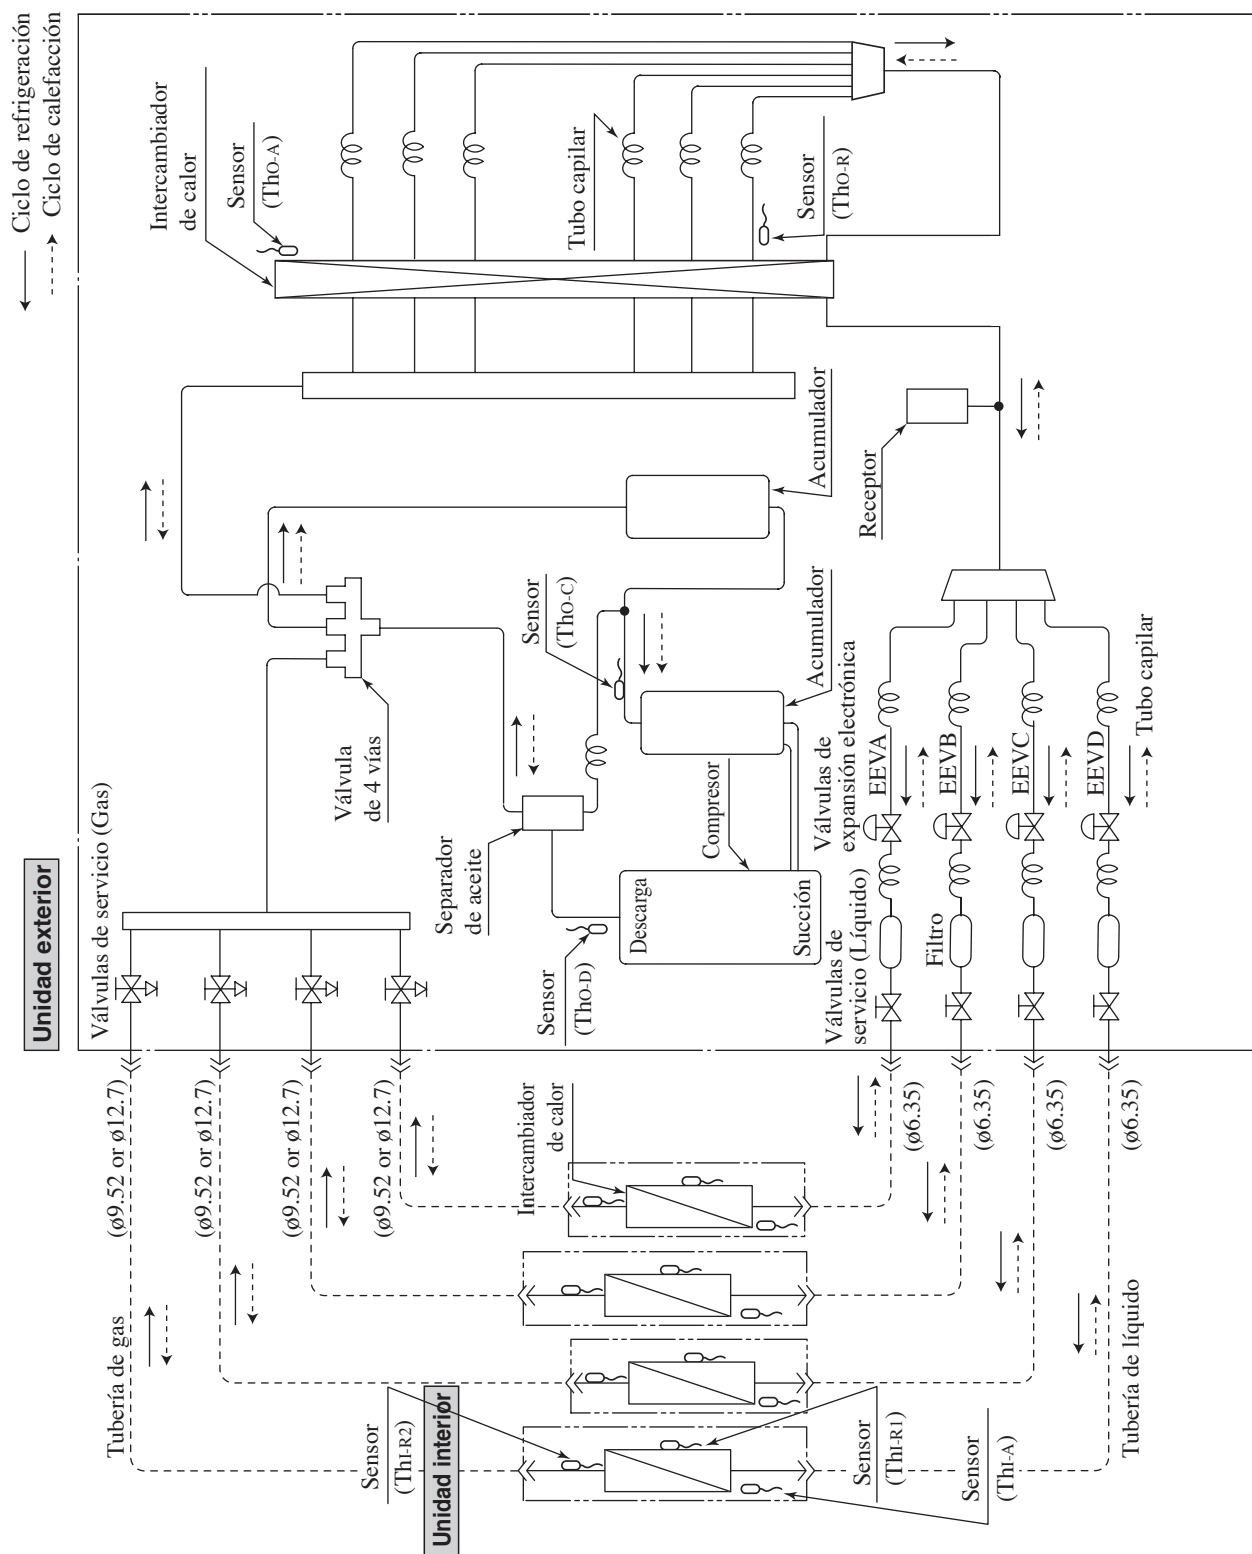 Ciclo de refrigeración
Ciclo de calefacción
Unidad exterior
Válvulas de servicio (Gas)
Intercambiador
de calor
Sensor
(ThO-A)
Tubo capilar
Sensor
(ThO-R)
Válvula
de 4 vías
Separador
de aceite
Sensor
(ThO-C)
Acumulador
Receptor
Acumulador
Compresor
Descarga
Succión
Sensor
(ThO-D)
Válvulas de
expansión electrónica
EEVA
EEVB
EEVC
EEVD
Tubo capilar
Válvulas de
servicio (Líquido)
Filtro
(ø9.52 or ø12.7)
(ø9.52 or ø12.7)
(ø9.52 or ø12.7)
(ø9.52 or ø12.7)
(ø6.35)
(ø6.35)
(ø6.35)
(ø6.35)
Intercambiador
de calor
Tubería de gas
Tubería de líquido
Sensor
(ThI-R2)
Unidad interior
Sensor
(ThI-R1)
Sensor
(ThI-A)